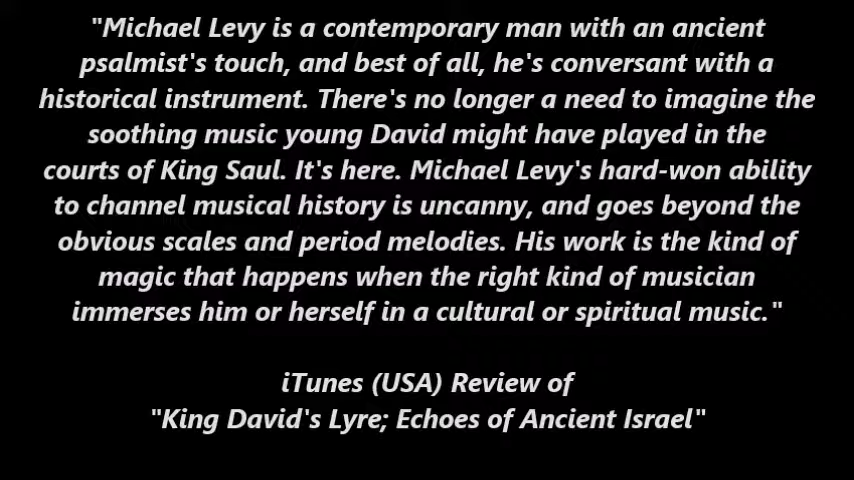 "Michael Levy is a contemporary man with an ancient
psalmist's touch, and best of all, he's conversant with a
historical instrument. There's no longer a need to imagine the
soothing music young David might have played in the
courts of King Saul. It's here. Michael Levy's hard-won ability
to channel musical history is uncanny, and goes beyond the
obvious scales and period melodies. His work is the kind of
magic that happens when the right kind of musician
immerses him or herself in a cultural or spiritual music."
iTunes (USA) Review of
"King David's Lyre; Echoes of Ancient Israel"